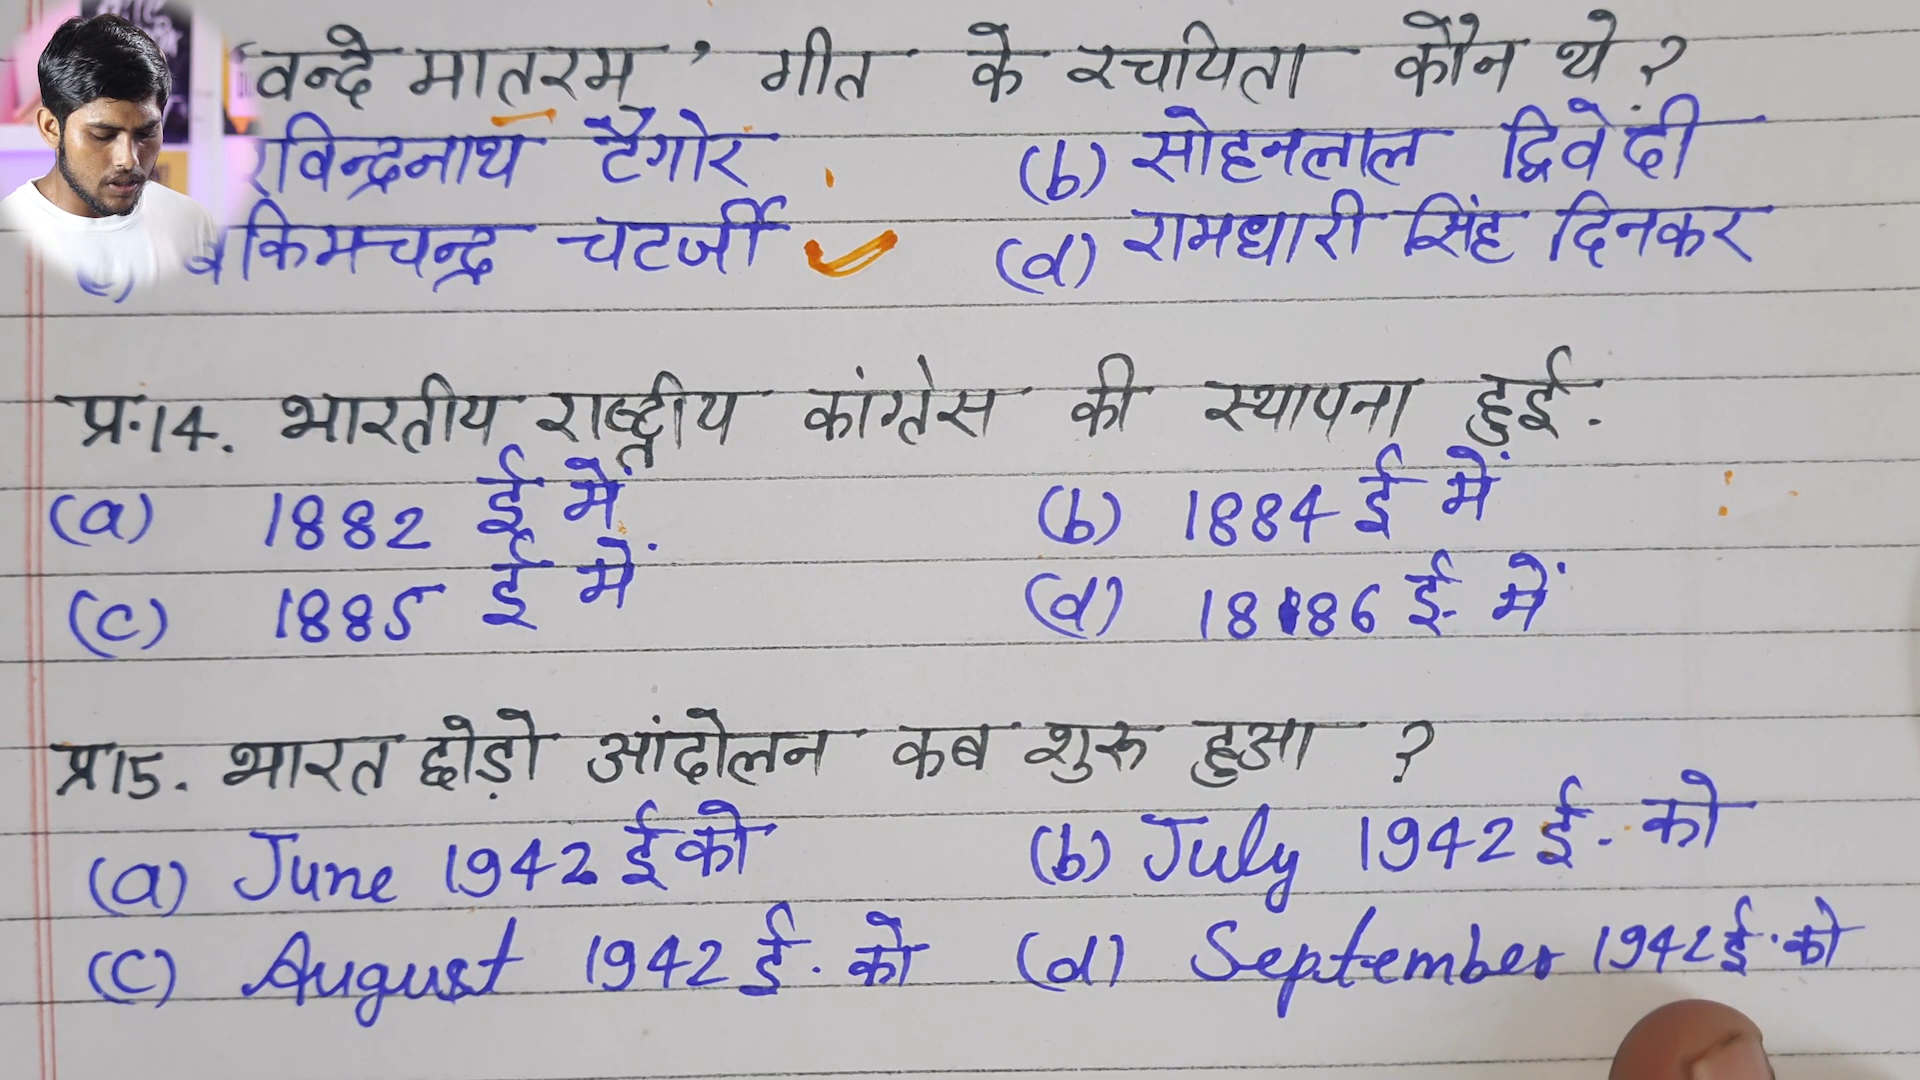 'वन्दे मातरम' गीत के रचयिता कौन थे ?
रविन्द्रनाथ टैगोर (b) सोहनलाल द्विवेदी
बंकिमचन्द्र चटर्जी (d) रामधारी सिंह दिनकर
प्र.14. भारतीय राष्ट्रीय कांग्रेस की स्थापना हुई.
(a) 1882 ई में (b) 1884 ई में
(c) 1885 ई में (d) 1886 ई. में
प्र15. भारत छोड़ो आंदोलन कब शुरू हुआ ?
(a) June 1942 ई को (b) July 1942 ई. को
(c) August 1942 ई. को (d) September 1942 ई. को